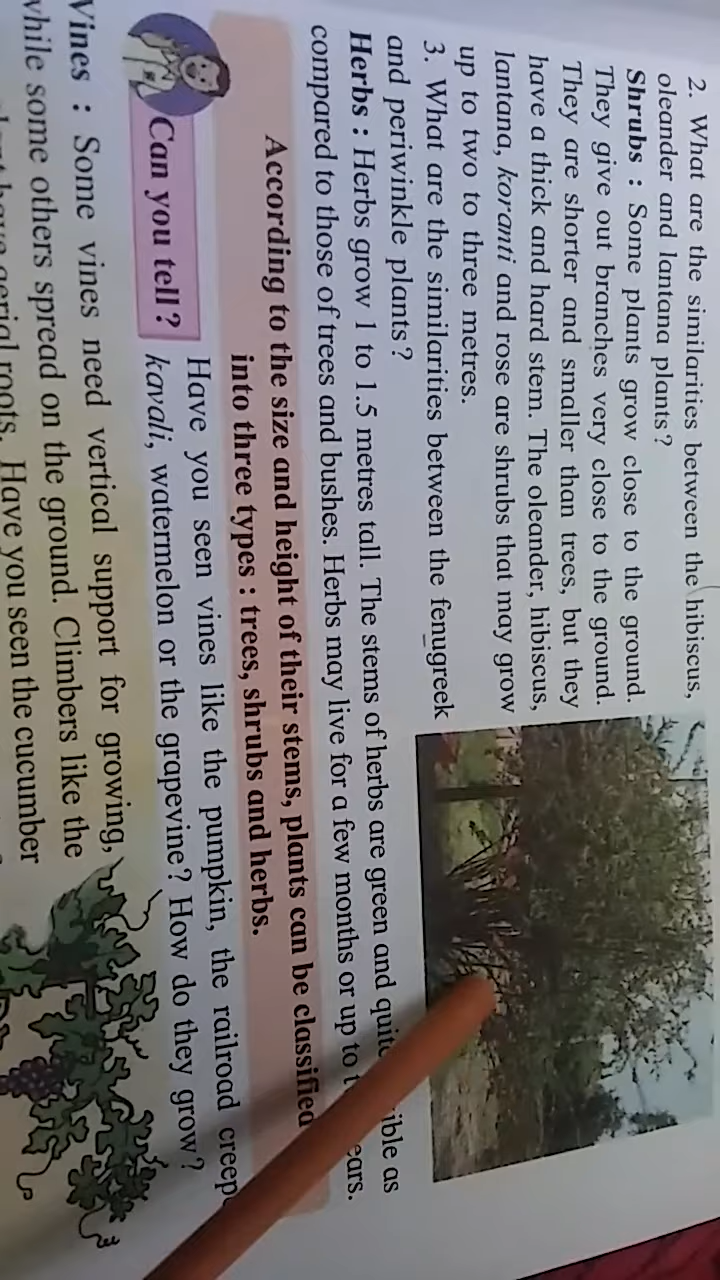 2. What are the similarities between the hibiscus,
oleander and lantana plants?
Shrubs : Some plants grow close to the ground.
They give out branches very close to the ground.
They are shorter and smaller than trees, but they
have a thick and hard stem. The oleander, hibiscus,
lantana, koranti and rose are shrubs that may grow
up to two to three metres.
3. What are the similarities between the fenugreek
and periwinkle plants?
Herbs : Herbs grow 1 to 1.5 metres tall. The stems of herbs are green and as
compared to those of trees and bushes. Herbs may live for a few months or up to
According to the size and height of their stems, plants can be classified
into three types : trees, shrubs and herbs.
Can you tell?
Have you seen vines like the pumpkin, the railroad
kavali, watermelon or the grapevine? How do they grow?
Vines : Some vines need vertical support for growing,
while some others spread on the ground. Climbers like the
aerial roots. Have you seen the cucumber